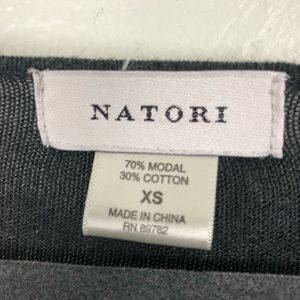 NATORI
70% MODAL
30% COTTON
XS
MADE IN CHINA
RN 89782